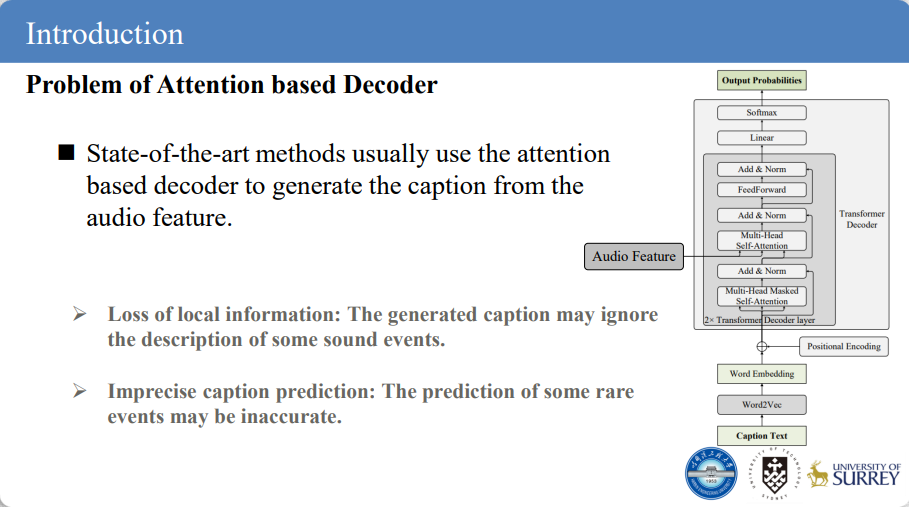 Introduction
Problem of Attention based Decoder
State-of-the-art methods usually use the attention
based decoder to generate the caption from the
audio feature.
Loss of local information: The generated caption may ignore
the description of some sound events.
Imprecise caption prediction: The prediction of some rare
events may be inaccurate.
Output Probabilities
Softmax
Linear
Add & Norm
FeedForward
Add & Norm
Multi-Head
Self-Attention
Transformer
Decoder
Audio Feature
Add & Norm
Multi-Head Masked
Self-Attention
2× Transformer Decoder layer
Positional Encoding
Word Embedding
Word2Vec
Caption Text
1953
UNIVERSITY OF TECHNOLOGY
SYDNEY
UNIVERSITY OF
SURREY